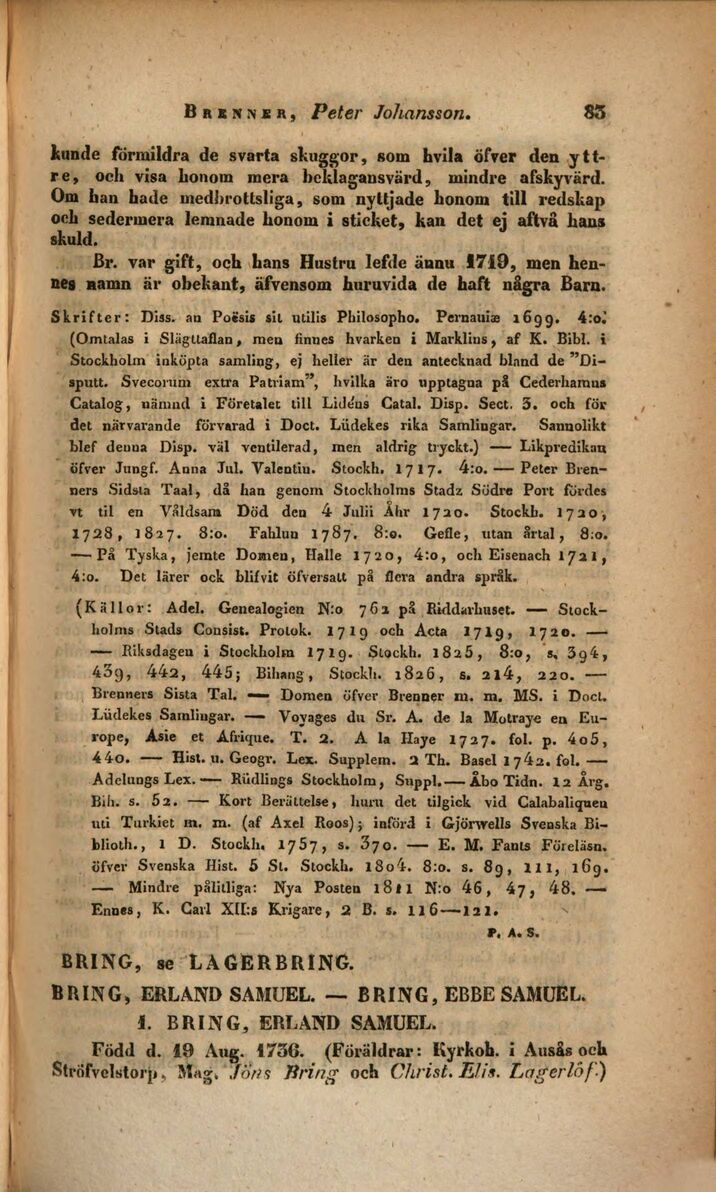 BRENNER, Peter Johansson. 83
kunde förmildra de svarta skuggor, som hvila öfver den ytt-
re, och visa honom mera beklagansvärd, mindre afskyvärd.
Om han hade medbrottsliga, som nyttjade honom till redskap
och sedermera lemnade honom i sticket, kan det ej aftvå hans
skuld.
Br. var gift, och hans Hustru lefde ännu 1719, men hen-
nes namn är obekant, äfvensom huruvida de haft några Barn.
Skrifter: Diss. an Poësis sit utilis Philosopho. Pernauiæ 1699. 4:o.
(Omtalas i Slägttaflan, men finnes hvarken i Marklins, af K. Bibl. i
Stockholm inköpta samling, ej heller är den antecknad bland de "Di-
sputt. Svecorum extra Patriam", hvilka äro upptagna på Cederhamns
Catalog, nämnd i Företalet till Lidéns Catal. Disp. Sect. 3. och för
det närvarande förvarad i Doct. Lüdekes rika Samlingar. Sannolikt
blef denna Disp. väl ventilerad, men aldrig tryckt.) — Likpredikan
öfver Jungf. Anna Jul. Valentin. Stockh. 1717. 4:o. — Peter Bren-
ners Sidsta Taal, då han genom Stockholms Stadz Södre Port fördes
vt til en Våldsam Död den 4 Julii Åhr 1720. Stockh. 1720,
1728, 1827. 8:o. Fahlun 1787. 8:o. Gefle, utan årtal, 8:o.
— På Tyska, jemte Domen, Halle 1720, 4:o, och Eisenach 1721,
4:o. Det lärer ock blifvit öfversatt på flera andra språk.
(Källor: Adel. Genealogien N:o 762 på Riddarhuset. — Stock-
holms Stads Consist. Protok. 1719 och Acta 1719, 1720. —
— Riksdagen i Stockholm 1719. Stockh. 1825, 8:o, s. 394,
439, 442, 445; Bihang, Stockh. 1826, s. 214, 220. —
Brenners Sista Tal. — Domen öfver Brenner m. m. MS. i Doct.
Lüdekes Samlingar. — Voyages du Sr. A. de la Motraye en Eu-
rope, Asie et Afrique. T. 2. A la Haye 1727. fol. p. 405,
440. — Hist. u. Geogr. Lex. Supplem. 2 Th. Basel 1742. fol. —
Adelungs Lex. — Rüdlings Stockholm, Suppl. — Åbo Tidn. 12 Årg.
Bih. s. 52. — Kort Berättelse, huru det tilgick vid Calabaliquen
uti Turkiet m. m. (af Axel Roos); införd i Gjörwells Svenska Bi-
blioth., 1 D. Stockh. 1757, s. 370. — E. M. Fants Föreläsn.
öfver Svenska Hist. 5 St. Stockh. 1804. 8:o. s. 89, 111, 169.
— Mindre pålitliga: Nya Posten 1811 N:o 46, 47, 48. —
Ennes, K. Carl XII:s Krigare, 2 B. s. 116—121.
P. A. S.
BRING, se LAGERBRING.
BRING, ERLAND SAMUEL. — BRING, EBBE SAMUEL.
1. BRING, ERLAND SAMUEL.
Född d. 19 Aug. 1736. (Föräldrar: Kyrkoh. i Ausås och
Ströfvelstorp, Mag. Jöns Bring och Christ. Elis. Lagerlöf.)